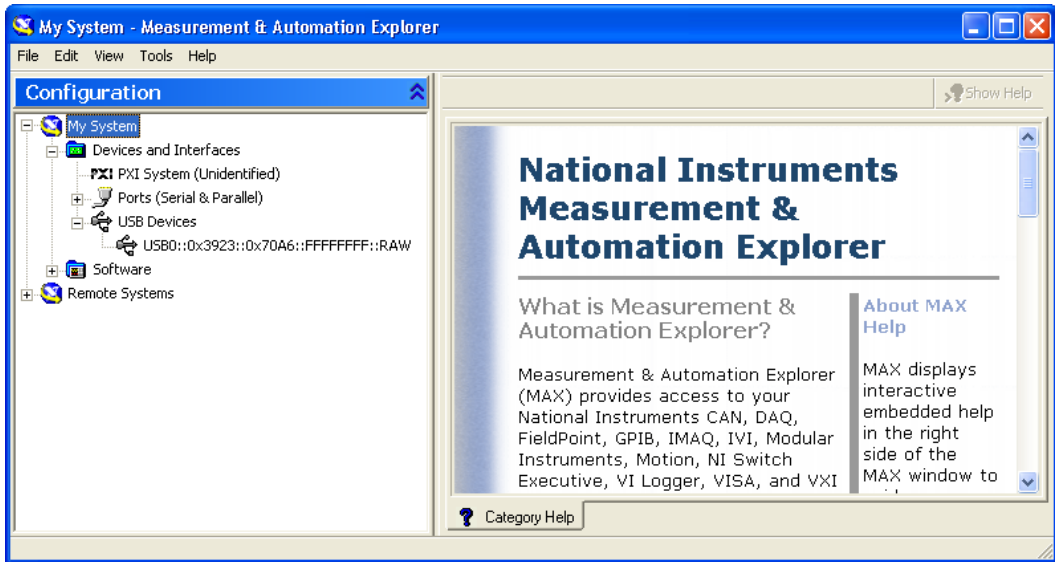 My System - Measurement & Automation Explorer
File Edit View Tools Help
Configuration
Show Help
My System
Devices and Interfaces
PXI PXI System (Unidentified)
Ports (Serial & Parallel)
USB Devices
USB0::0x3923::0x70A6::FFFFFFFF::RAW
Software
Remote Systems
National Instruments
Measurement &
Automation Explorer
What is Measurement &
Automation Explorer?
Measurement & Automation Explorer
(MAX) provides access to your
National Instruments CAN, DAQ,
FieldPoint, GPIB, IMAQ, IVI, Modular
Instruments, Motion, NI Switch
Executive, VI Logger, VISA, and VXI
About MAX
Help
MAX displays
interactive
embedded help
in the right
side of the
MAX window to
Category Help